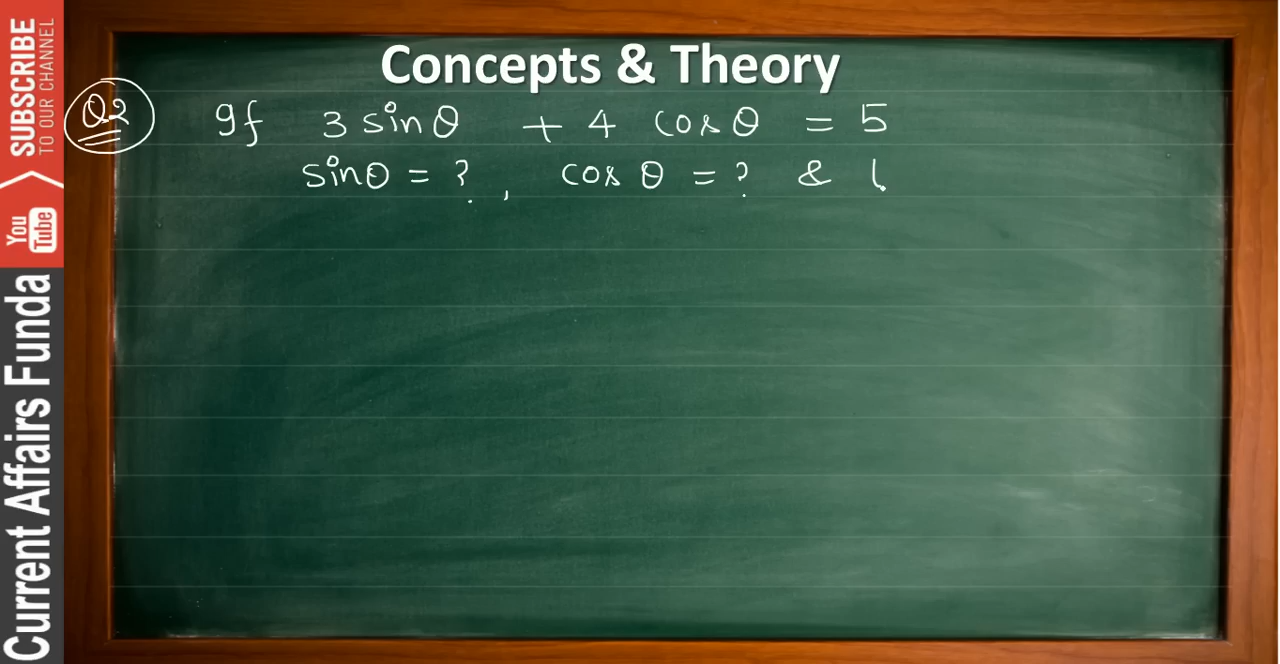 Concepts & Theory
Q2 If 3 sinθ + 4 cosθ = 5
sinθ = ? , cosθ = ? &
SUBSCRIBE
TO OUR CHANNEL
You Tube
Current Affairs Funda